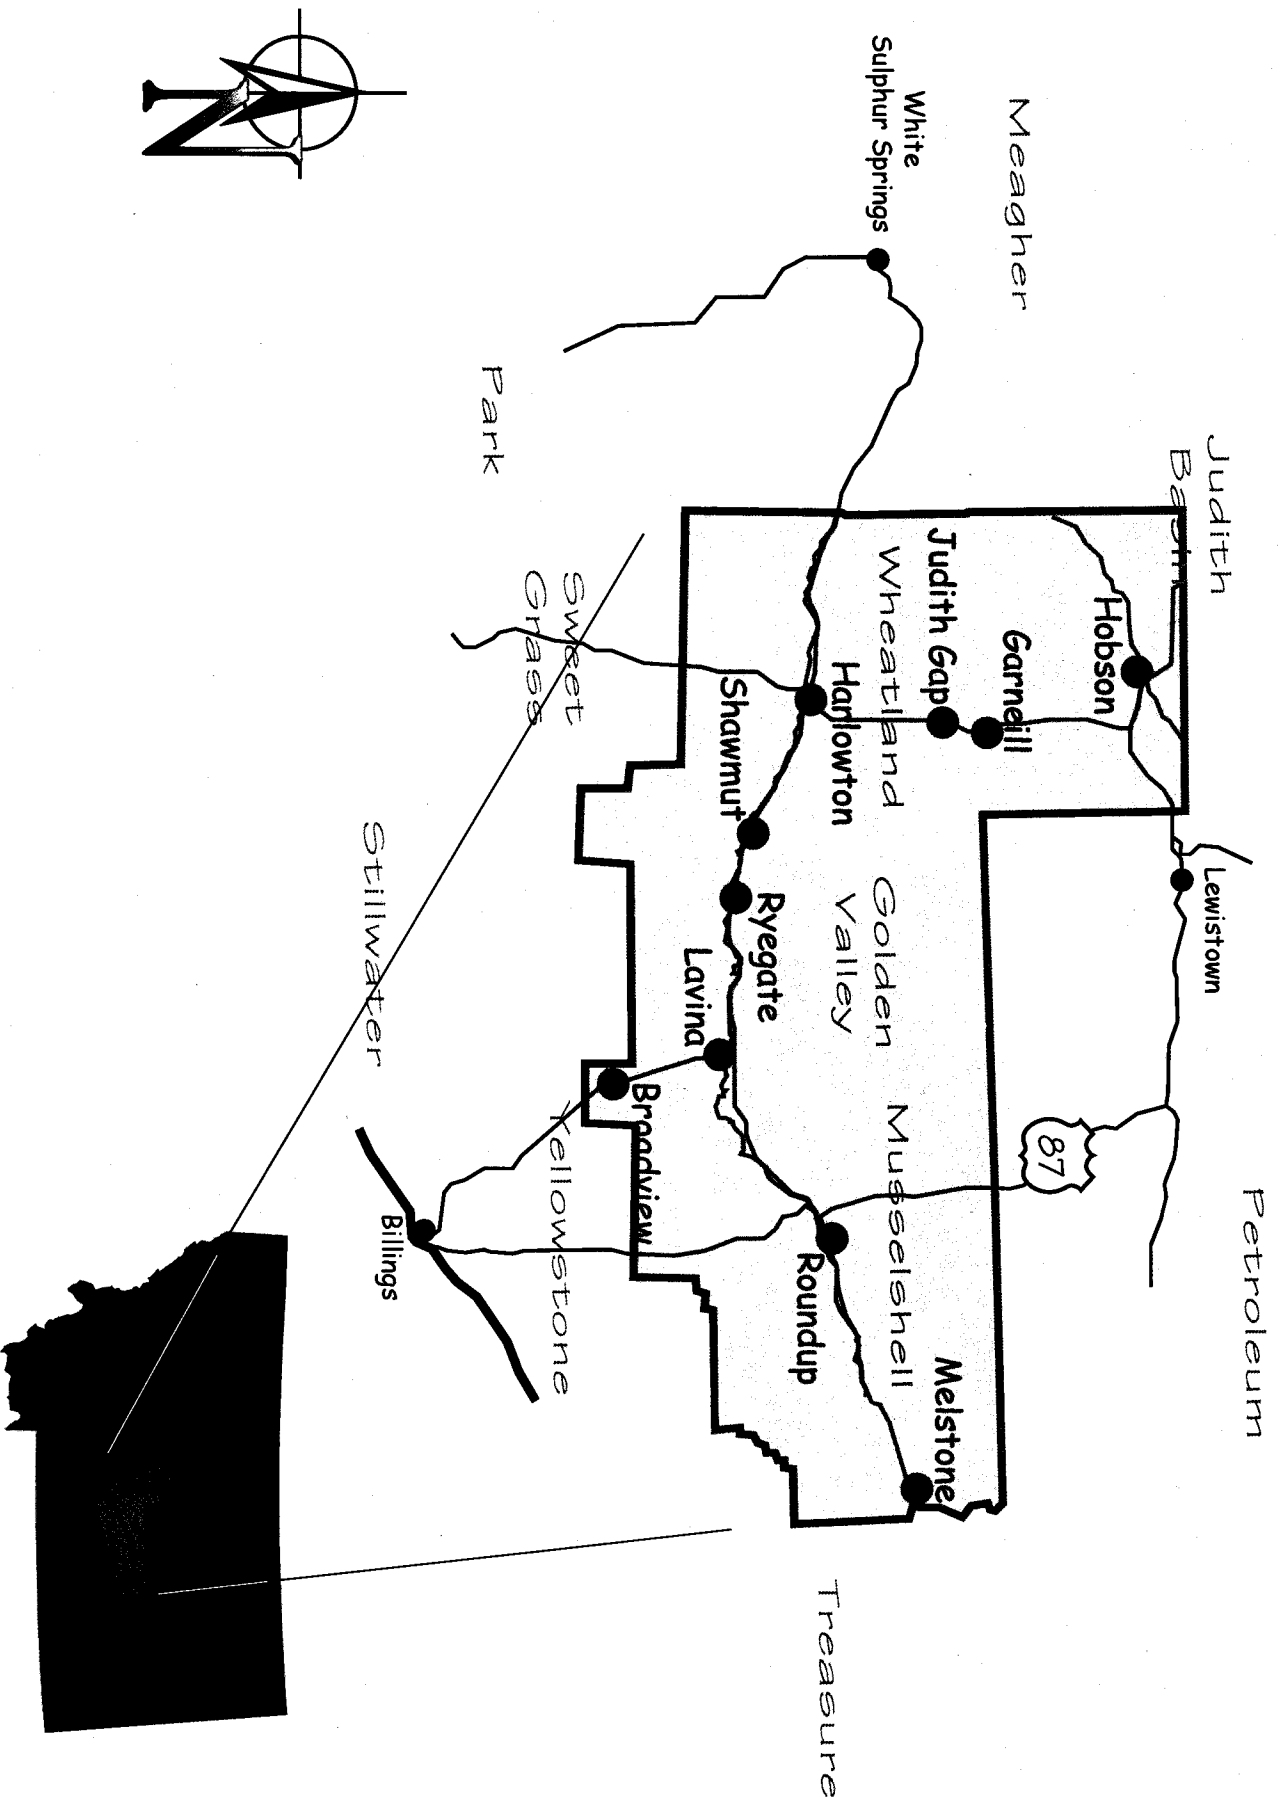 Judith
Basin
Petroleum
Lewistown
Hobson
87
Meagher
Garneill
Judith Gap
Melstone
White
Sulphur Springs
Wheatland
Golden
Valley
Musselshell
Harlowton
Roundup
Treasure
Shawmut
Ryegate
Lavina
Broadview
Sweet
Grass
Yellowstone
Park
Stillwater
Billings
N